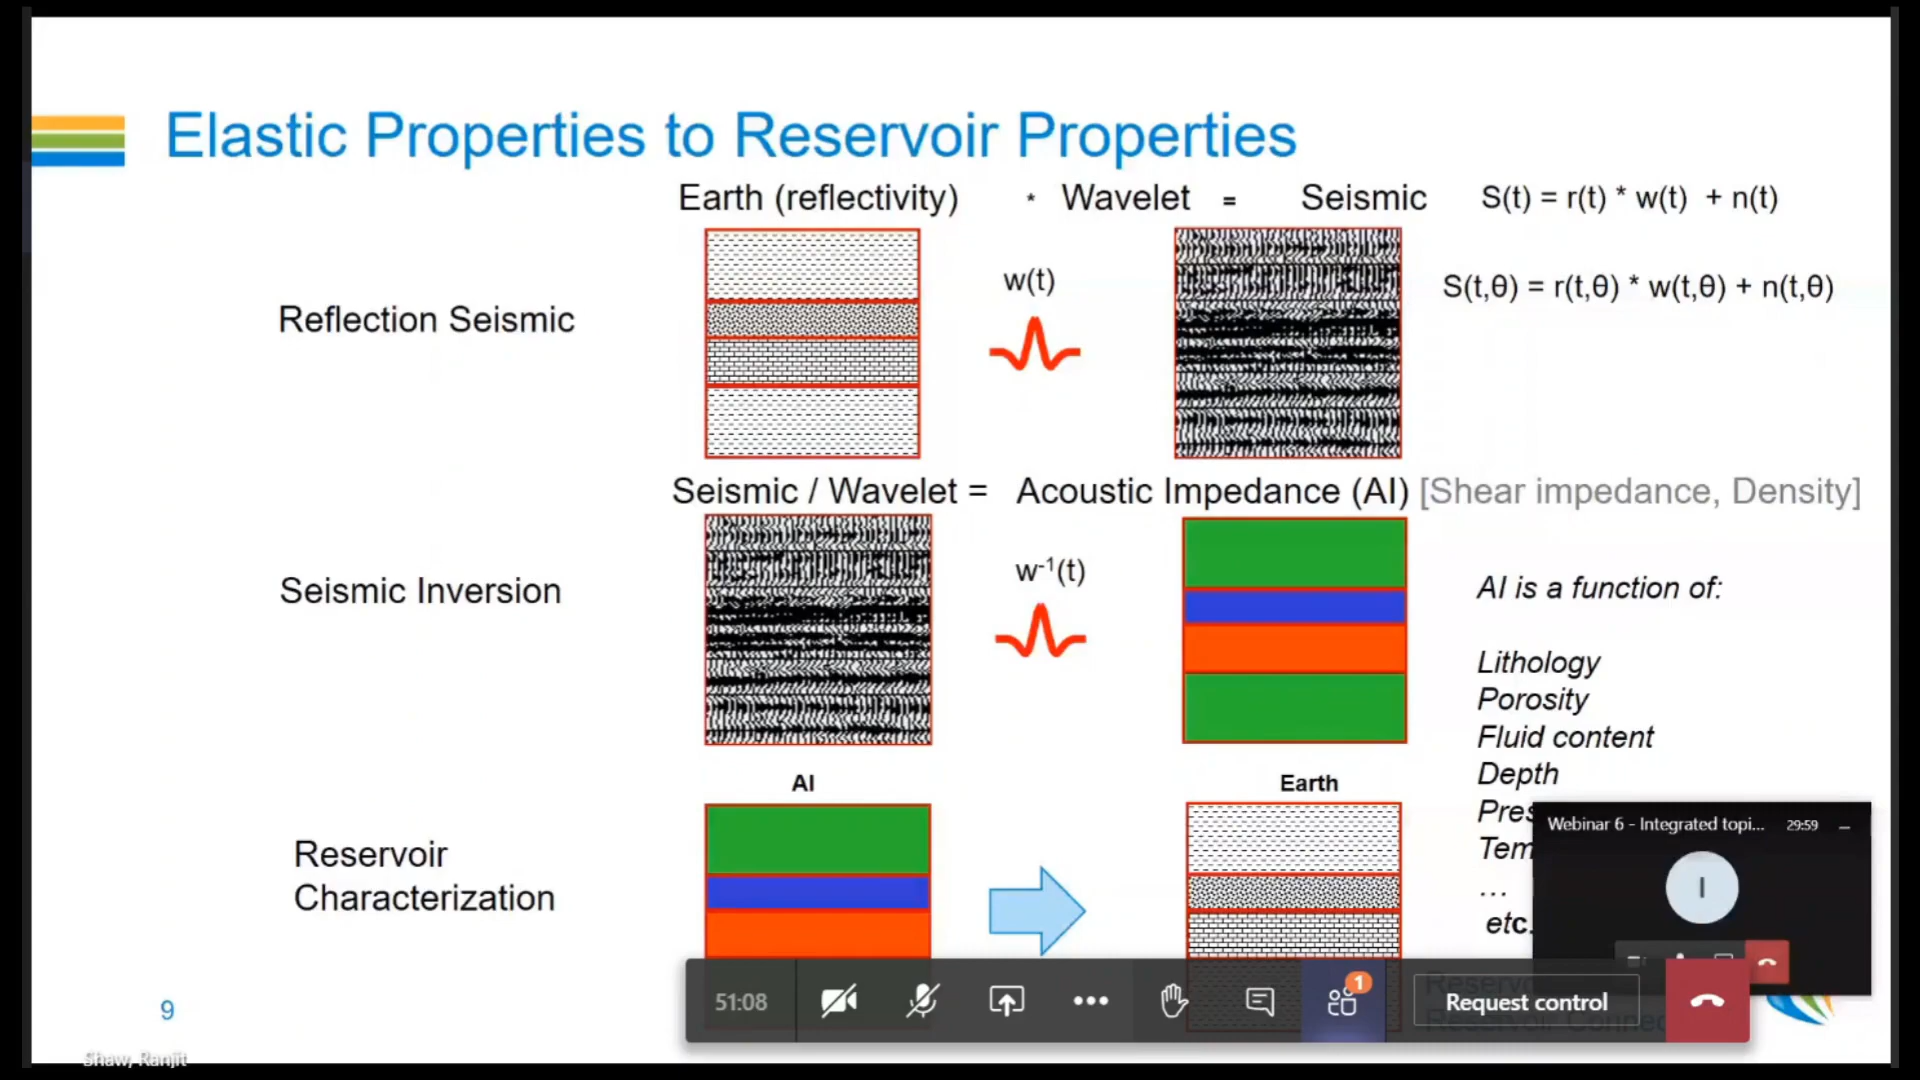 Elastic Properties to Reservoir Properties
Earth (reflectivity) * Wavelet = Seismic S(t) = r(t) * w(t) + n(t)
w(t)
S(t,θ) = r(t,θ) * w(t,θ) + n(t,θ)
Reflection Seismic
Seismic / Wavelet = Acoustic Impedance (AI) [Shear impedance, Density]
w⁻¹(t)
Seismic Inversion
AI is a function of:
Lithology
Porosity
Fluid content
Depth
Pres
Tem
...
etc.
AI
Earth
Reservoir
Characterization
Webinar 6 - Integrated topi... 29:59
I
51:08
1
Request control
9
Shaw, Ranjit